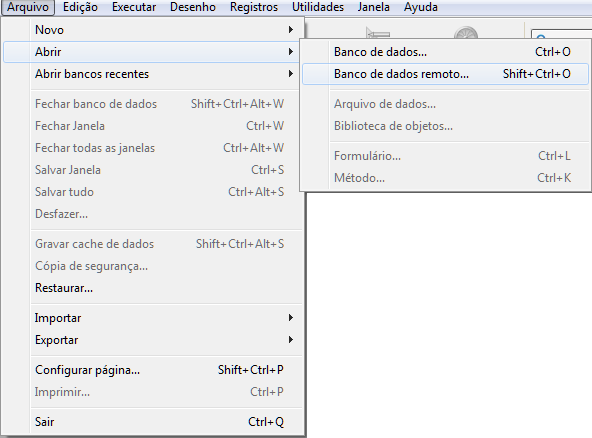 Arquivo Edição Executar Desenho Registros Utilidades Janela Ajuda
Novo
Abrir
Abrir bancos recentes
Fechar banco de dados Shift+Ctrl+Alt+W
Fechar Janela Ctrl+W
Fechar todas as janelas Ctrl+Alt+W
Salvar Janela Ctrl+S
Salvar tudo Ctrl+Alt+S
Desfazer...
Gravar cache de dados Shift+Ctrl+Alt+S
Cópia de segurança...
Restaurar...
Importar
Exportar
Configurar página... Shift+Ctrl+P
Imprimir... Ctrl+P
Sair Ctrl+Q
Banco de dados... Ctrl+O
Banco de dados remoto... Shift+Ctrl+O
Arquivo de dados...
Biblioteca de objetos...
Formulário... Ctrl+L
Método... Ctrl+K